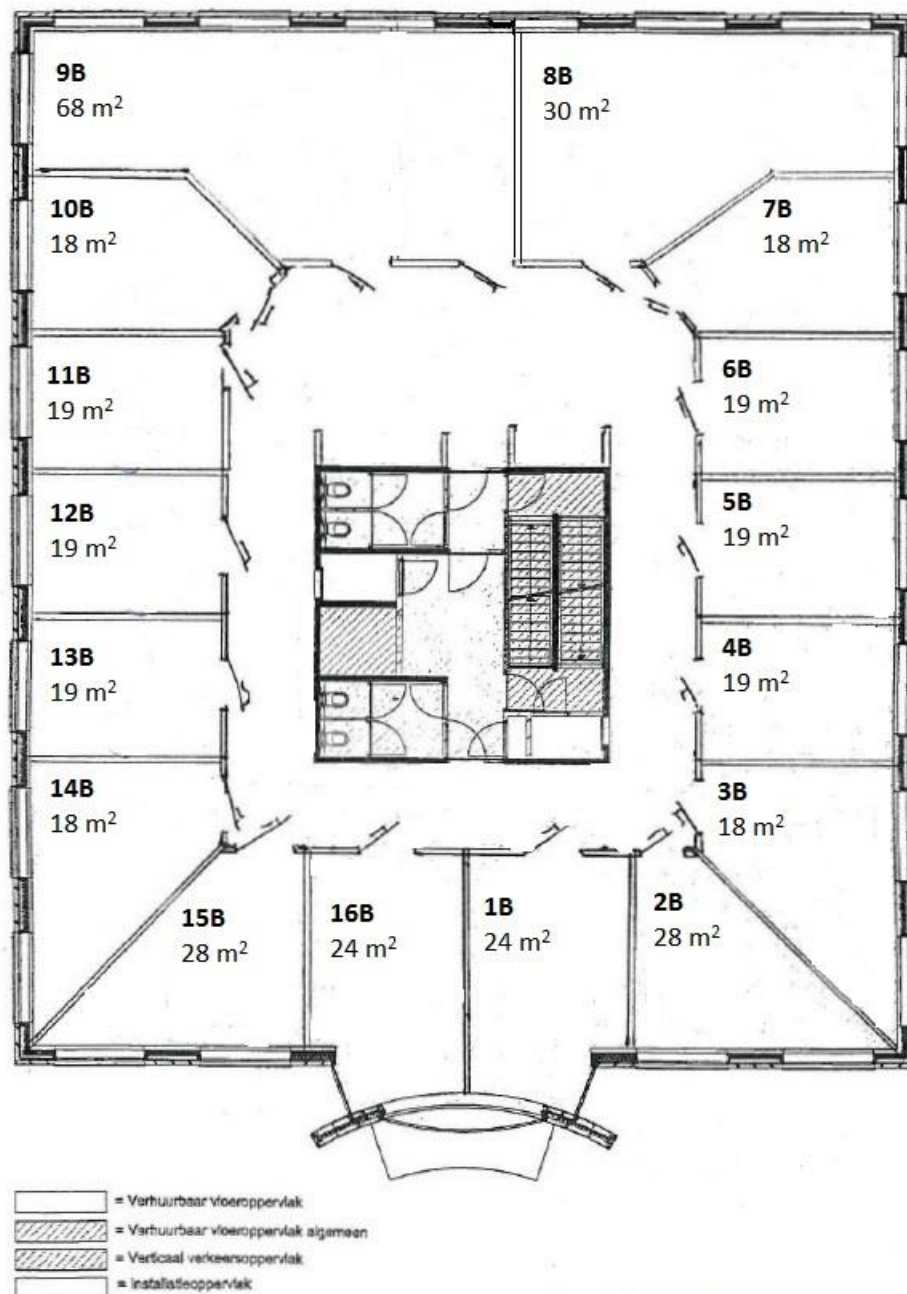 9B
68 m²
8B
30 m²
10B
18 m²
7B
18 m²
11B
19 m²
6B
19 m²
12B
19 m²
5B
19 m²
13B
19 m²
4B
19 m²
14B
18 m²
3B
18 m²
15B
28 m²
16B
24 m²
1B
24 m²
2B
28 m²
= Verhuurbaar vloeroppervlak
= Verhuurbaar vloeroppervlak algemeen
= Verticaal verkeersoppervlak
= Installatieoppervlak